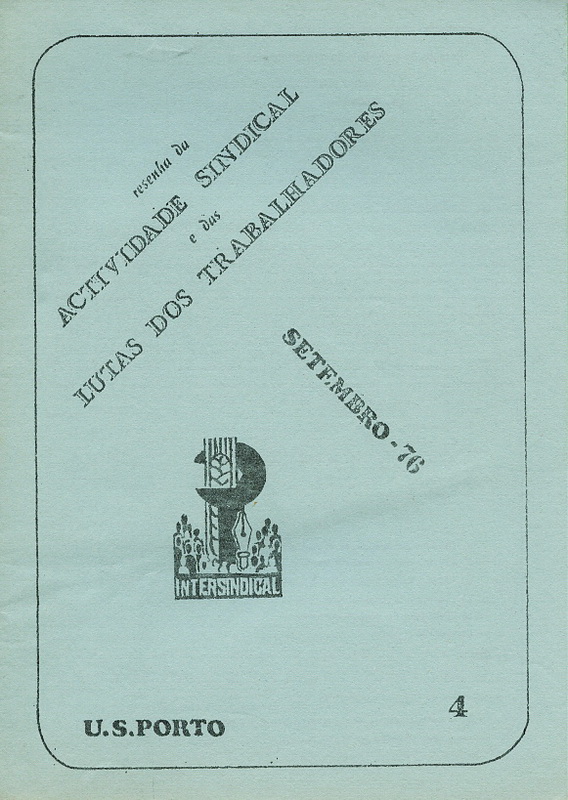 resenha da
ACTIVIDADE SINDICAL
e das
LUTAS DOS TRABALHADORES
SETEMBRO-76
INTERSINDICAL
4
U.S.PORTO